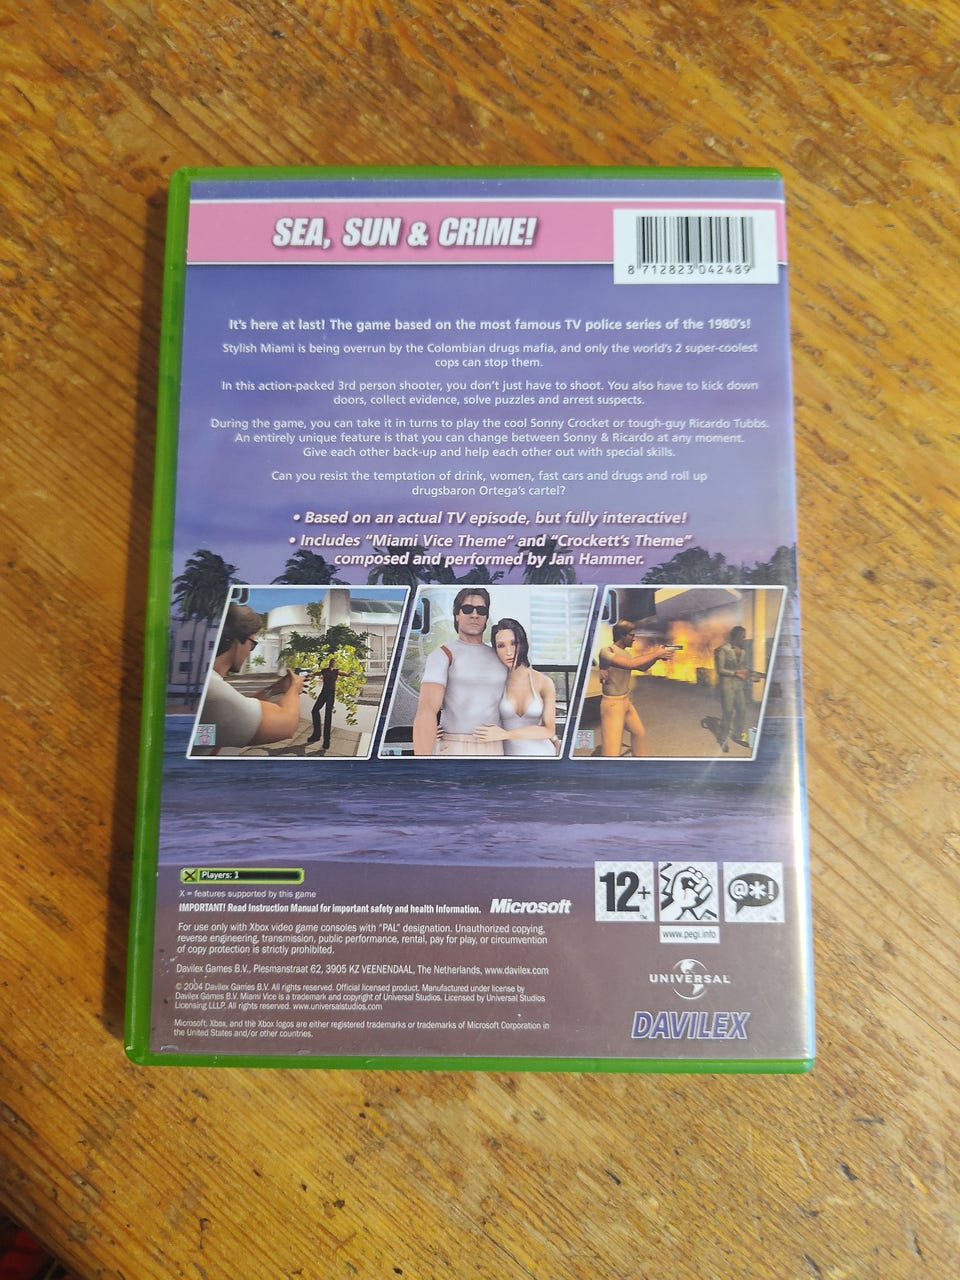 SEA, SUN & CRIME!
8 712823 042489
It's here at last! The game based on the most famous TV police series of the 1980's!
Stylish Miami is being overrun by the Colombian drugs mafia, and only the world's 2 super-coolest
cops can stop them.
In this action-packed 3rd person shooter, you don't just have to shoot. You also have to kick down
doors, collect evidence, solve puzzles and arrest suspects.
During the game, you can take it in turns to play the cool Sonny Crocket or tough-guy Ricardo Tubbs.
An entirely unique feature is that you can change between Sonny & Ricardo at any moment.
Give each other back-up and help each other out with special skills.
Can you resist the temptation of drink, women, fast cars and drugs and roll up
drugsbaron Ortega's cartel?
• Based on an actual TV episode, but fully interactive!
• Includes "Miami Vice Theme" and "Crockett's Theme"
composed and performed by Jan Hammer.
Players: 1
X = features supported by this game
IMPORTANT! Read Instruction Manual for important safety and health Information.
Microsoft
12+
@*!
www.pegi.info
For use only with Xbox video game consoles with "PAL" designation. Unauthorized copying,
reverse engineering, transmission, public performance, rental, pay for play, or circumvention
of copy protection is strictly prohibited.
Davilex Games B.V., Plesmanstraat 62, 3905 KZ VEENENDAAL, The Netherlands, www.davilex.com
© 2004 Davilex Games B.V. All rights reserved. Official licensed product. Manufactured under license by
Davilex Games B.V. Miami Vice is a trademark and copyright of Universal Studios. Licensed by Universal Studios
Licensing LLLP. All rights reserved. www.universalstudios.com
Microsoft, Xbox, and the Xbox logos are either registered trademarks or trademarks of Microsoft Corporation in
the United States and/or other countries.
UNIVERSAL
DAVILEX